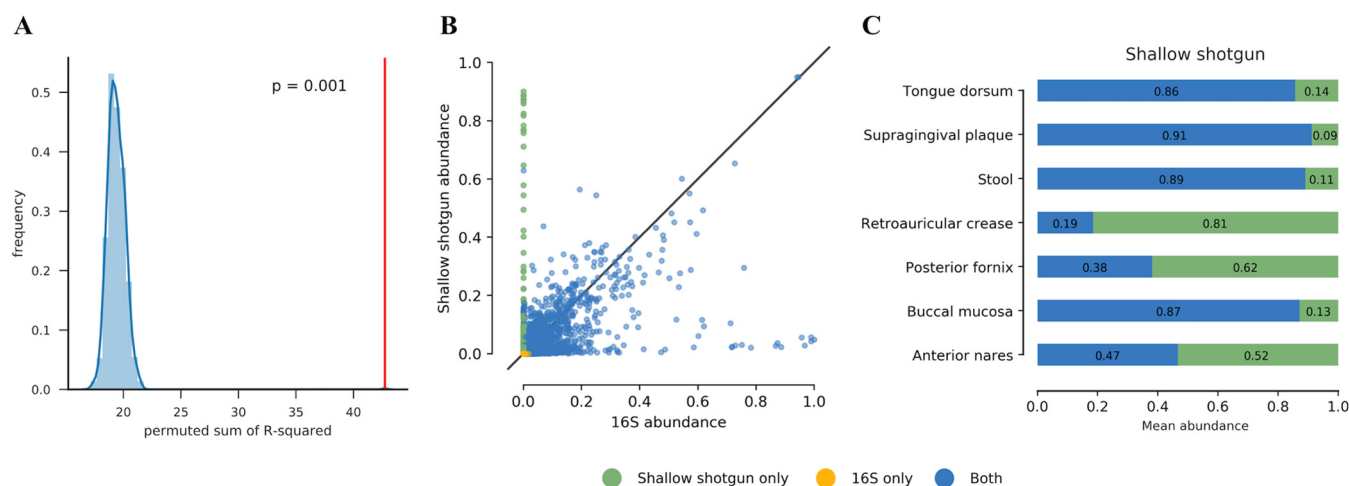 A
p = 0.001
frequency
0.5
0.4
0.3
0.2
0.1
0.0
20
25
30
35
40
permuted sum of R-squared
B
Shallow shotgun abundance
1.0
0.8
0.6
0.4
0.2
0.0
0.0
0.2
0.4
0.6
0.8
1.0
16S abundance
C
Shallow shotgun
Tongue dorsum 0.86 0.14
Supragingival plaque 0.91 0.09
Stool 0.89 0.11
Retroauricular crease 0.19 0.81
Posterior fornix 0.38 0.62
Buccal mucosa 0.87 0.13
Anterior nares 0.47 0.52
0.0 0.2 0.4 0.6 0.8 1.0
Mean abundance
Shallow shotgun only 16S only Both